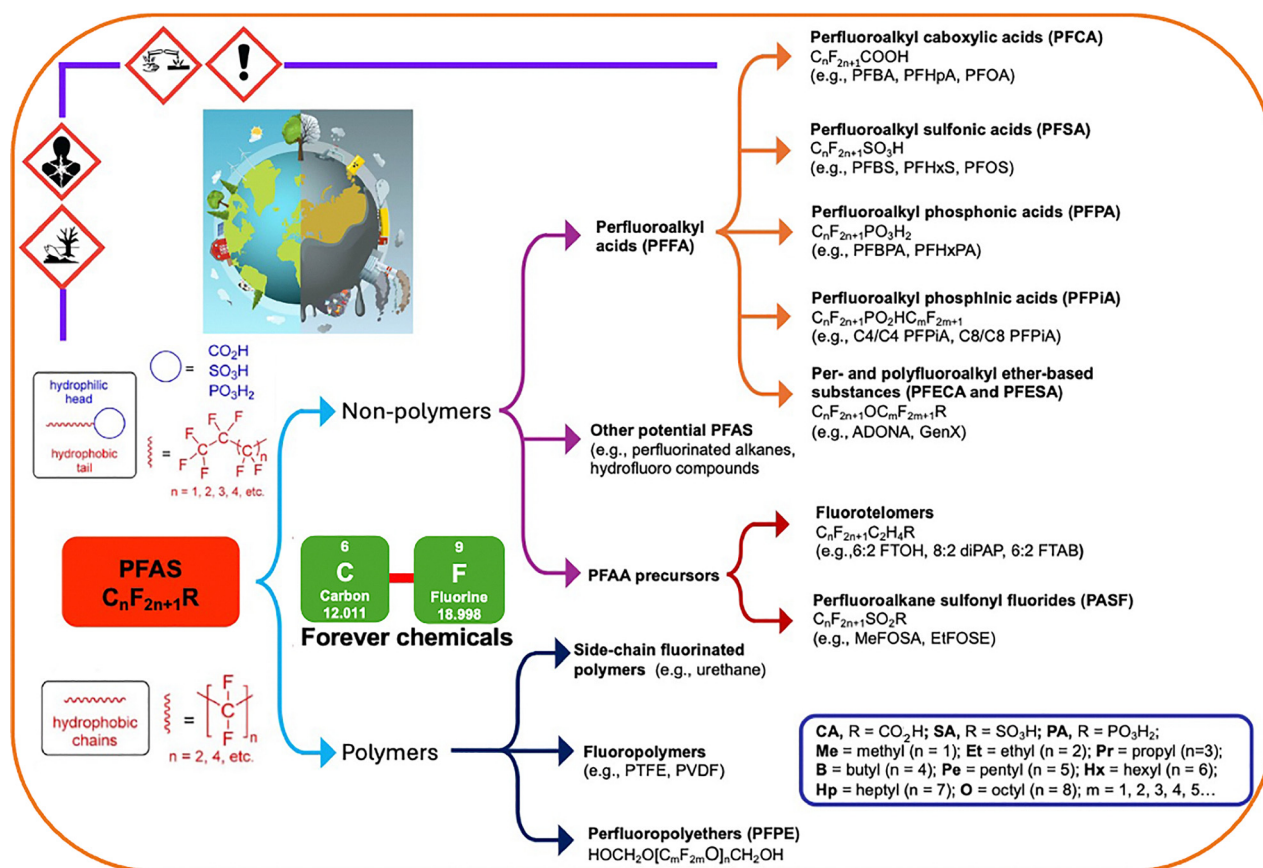 Perfluoroalkyl caboxylic acids (PFCA)
CₙF₂ₙ₊₁COOH
(e.g., PFBA, PFHpA, PFOA)
Perfluoroalkyl sulfonic acids (PFSA)
CₙF₂ₙ₊₁SO₃H
(e.g., PFBS, PFHxS, PFOS)
Perfluoroalkyl
acids (PFFA)
Perfluoroalkyl phosphonic acids (PFPA)
CₙF₂ₙ₊₁PO₃H₂
(e.g., PFBPA, PFHxPA)
Perfluoroalkyl phosphInic acids (PFPiA)
CₙF₂ₙ₊₁PO₂HCₘF₂ₘ₊₁
(e.g., C4/C4 PFPiA, C8/C8 PFPiA)
Per- and polyfluoroalkyl ether-based
substances (PFECA and PFESA)
CₙF₂ₙ₊₁OCₘF₂ₘ₊₁R
(e.g., ADONA, GenX)
hydrophilic
head
hydrophobic
tail
=
CO₂H
SO₃H
PO₃H₂
=
F F
F F
C C (C)n
F F F F
n = 1, 2, 3, 4, etc.
Non-polymers
Other potential PFAS
(e.g., perfluorinated alkanes,
hydrofluoro compounds
PFAA precursors
Fluorotelomers
CₙF₂ₙ₊₁C₂H₄R
(e.g.,6:2 FTOH, 8:2 diPAP, 6:2 FTAB)
Perfluoroalkane sulfonyl fluorides (PASF)
CₙF₂ₙ₊₁SO₂R
(e.g., MeFOSA, EtFOSE)
PFAS
CₙF₂ₙ₊₁R
6
C
Carbon
12.011
9
F
Fluorine
18.998
Forever chemicals
hydrophobic
chains
=
F
C
F
n
n = 2, 4, etc.
Polymers
Side-chain fluorinated
polymers (e.g., urethane)
Fluoropolymers
(e.g., PTFE, PVDF)
Perfluoropolyethers (PFPE)
HOCH₂O[CₘF₂ₘO]ₙCH₂OH
CA, R = CO₂H; SA, R = SO₃H; PA, R = PO₃H₂;
Me = methyl (n = 1); Et = ethyl (n = 2); Pr = propyl (n=3);
B = butyl (n = 4); Pe = pentyl (n = 5); Hx = hexyl (n = 6);
Hp = heptyl (n = 7); O = octyl (n = 8); m = 1, 2, 3, 4, 5…